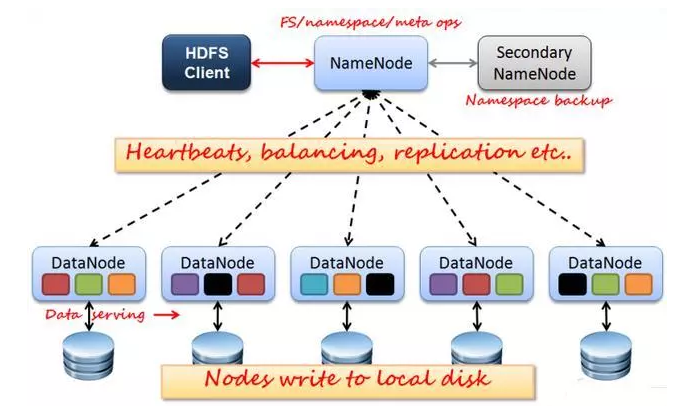 FS/namespace/meta ops
HDFS
Client
NameNode
Secondary
NameNode
Namespace backup
Heartbeats, balancing, replication etc..
DataNode
DataNode
DataNode
DataNode
DataNode
Data serving
Nodes write to local disk